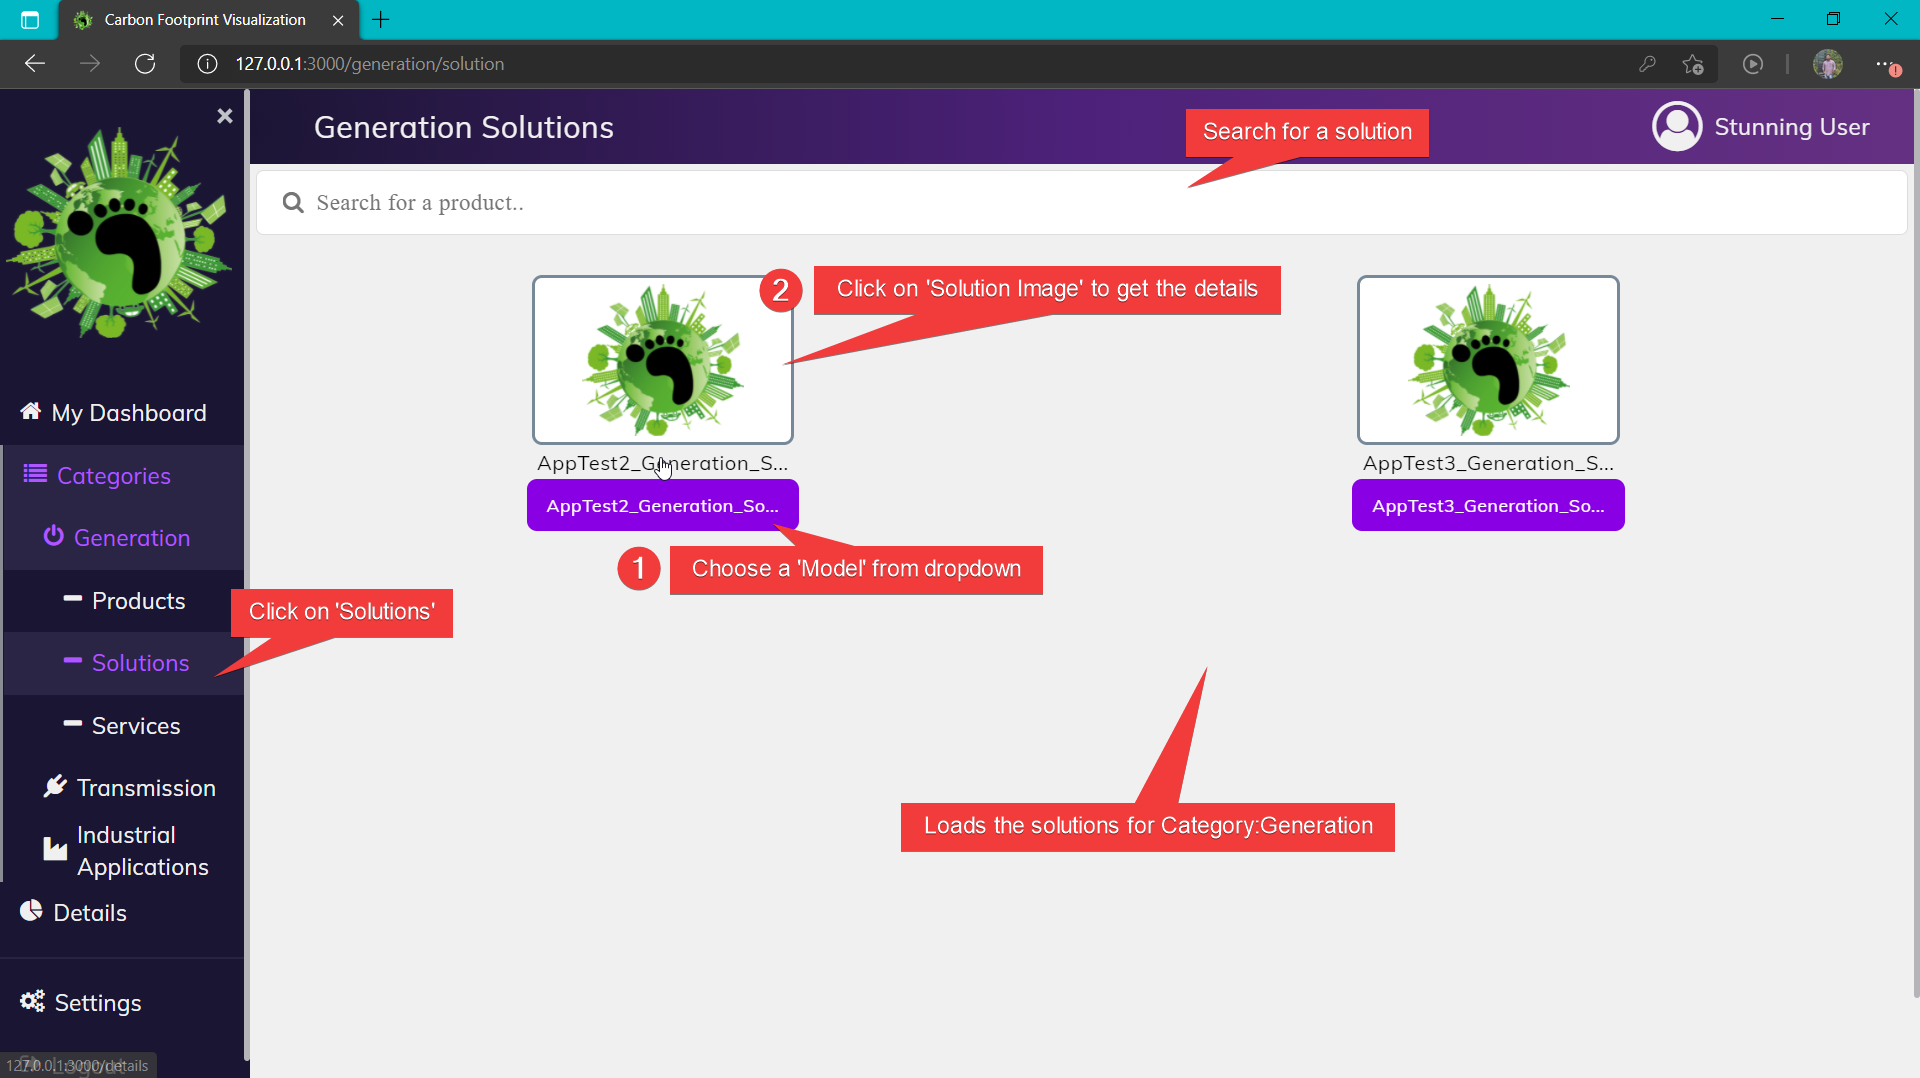 Carbon Footprint Visualization
127.0.0.1:3000/generation/solution
Generation Solutions
Search for a solution
Stunning User
Search for a product..
2
Click on 'Solution Image' to get the details
My Dashboard
AppTest2_Generation_S...
AppTest3_Generation_S...
Categories
AppTest2_Generation_So...
AppTest3_Generation_So...
Generation
1
Choose a 'Model' from dropdown
Products
Click on 'Solutions'
Solutions
Services
Transmission
Industrial
Applications
Loads the solutions for Category:Generation
Details
Settings
Logout
127.0.0.1:3000/details